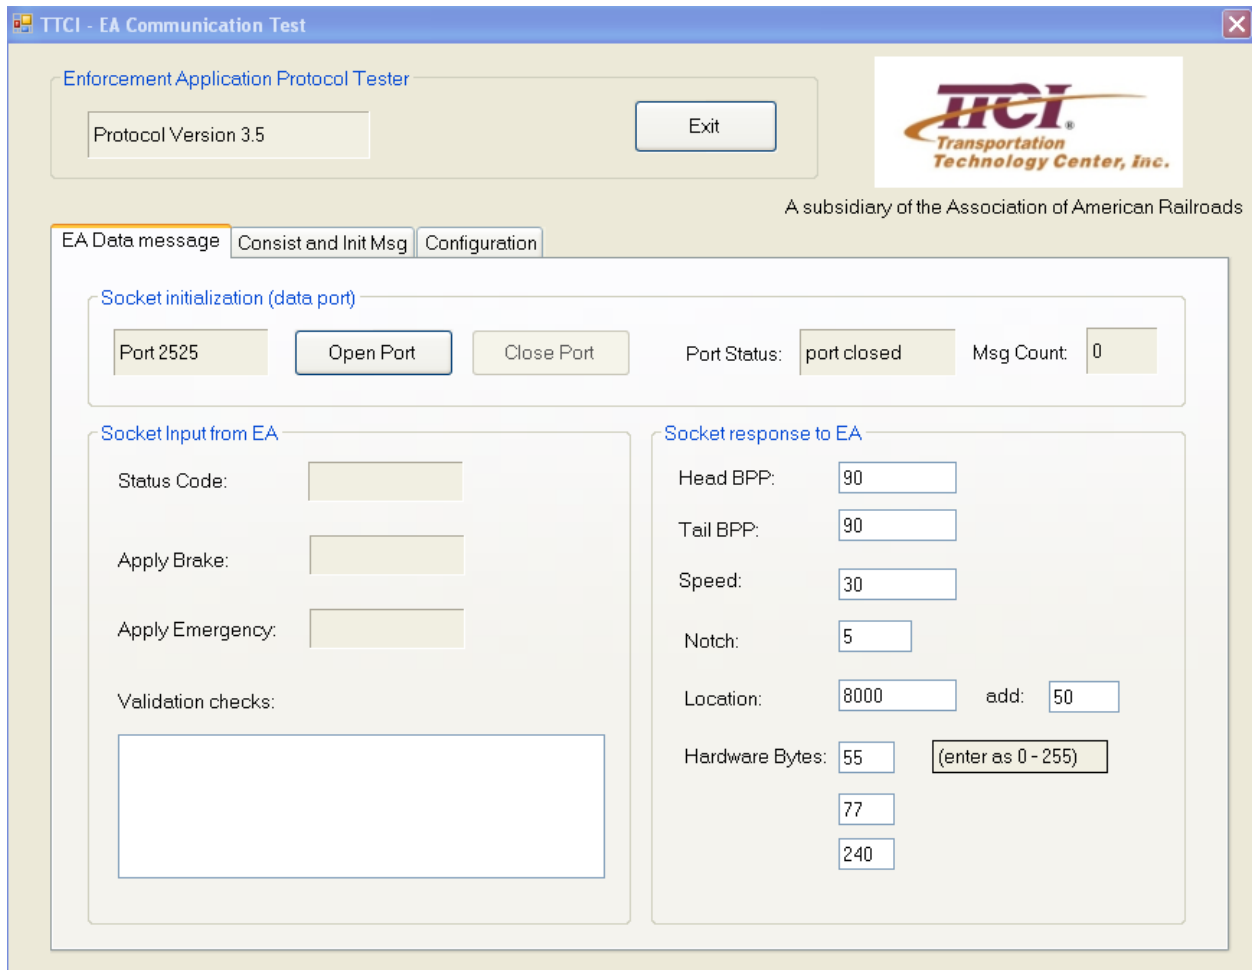 TTCI - EA Communication Test
Enforcement Application Protocol Tester
Protocol Version 3.5
Exit
TTCI®
Transportation
Technology Center, Inc.
A subsidiary of the Association of American Railroads
EA Data message
Consist and Init Msg
Configuration
Socket initialization (data port)
Port 2525
Open Port
Close Port
Port Status:
port closed
Msg Count:
0
Socket Input from EA
Status Code:
Apply Brake:
Apply Emergency:
Validation checks:
Socket response to EA
Head BPP:
90
Tail BPP:
90
Speed:
30
Notch:
5
Location:
8000
add:
50
Hardware Bytes:
55
(enter as 0 - 255)
77
240